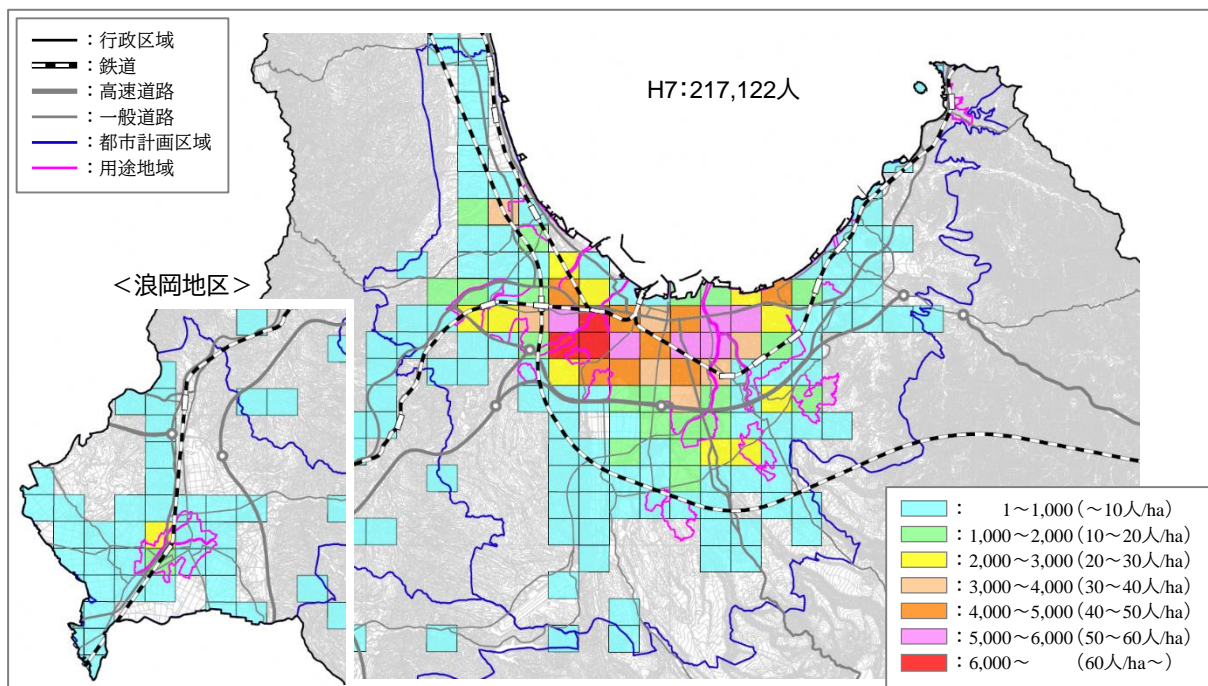 ：行政区域
：鉄道
：高速道路
：一般道路
：都市計画区域
：用途地域
H7：217,122人
＜浪岡地区＞
： 1～1,000（～10人/ha）
：1,000～2,000（10～20人/ha）
：2,000～3,000（20～30人/ha）
：3,000～4,000（30～40人/ha）
：4,000～5,000（40～50人/ha）
：5,000～6,000（50～60人/ha）
：6,000～ （60人/ha～）